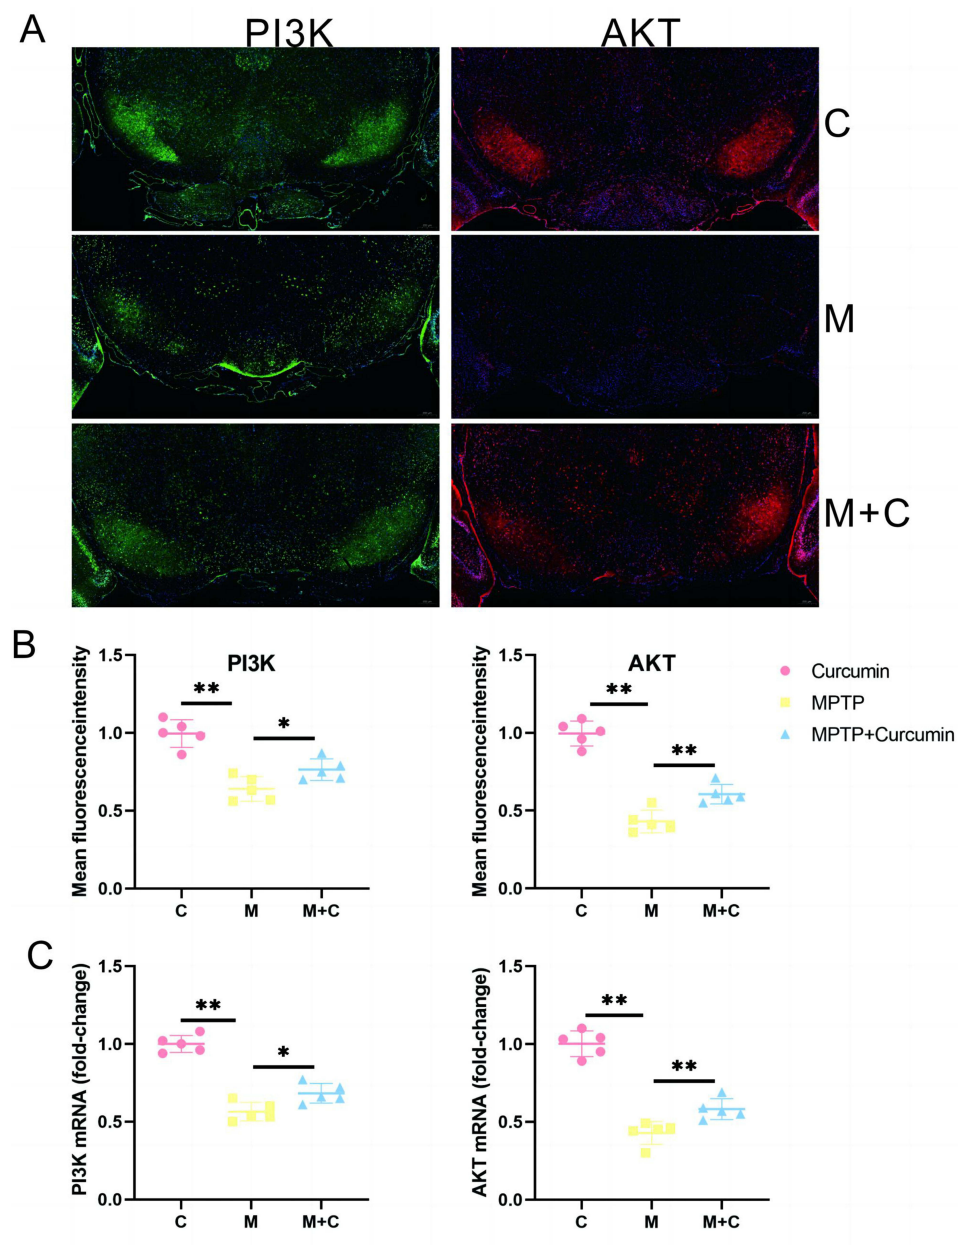 A
PI3K
AKT
C
M
M+C
B
Mean fluorescenceintensity
1.5
1.0
0.5
0.0
PI3K
**
*
C
M
M+C
Mean fluorescenceintensity
1.5
1.0
0.5
0.0
AKT
**
**
C
M
M+C
Curcumin
MPTP
MPTP+Curcumin
C
PI3K mRNA (fold-change)
1.5
1.0
0.5
0.0
**
*
C
M
M+C
AKT mRNA (fold-change)
1.5
1.0
0.5
0.0
**
**
C
M
M+C